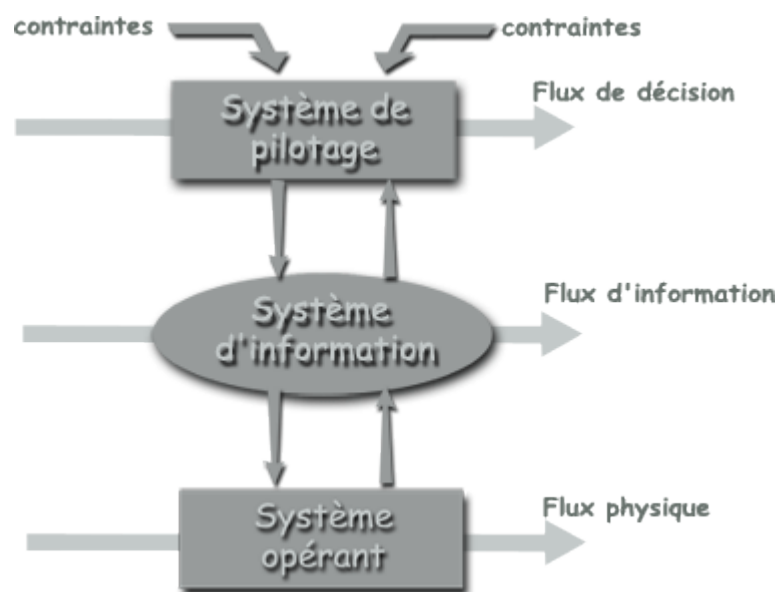 contraintes
contraintes
Système de
pilotage
Flux de décision
Système
d'information
Flux d'information
Système
opérant
Flux physique